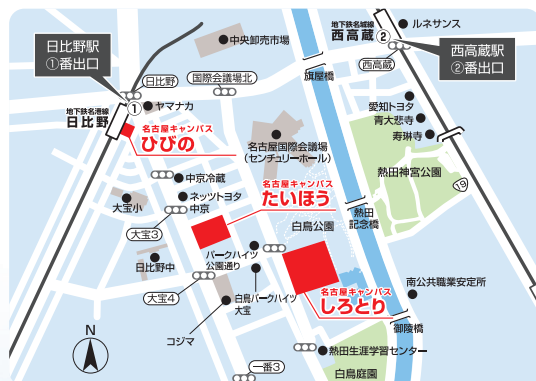 日比野駅
①番出口
地下鉄名港線
日比野
①
日比野
ヤマナカ
中央卸売市場
国際会議場北
旗屋橋
地下鉄名城線
西高蔵
②
ルネサンス
西高蔵
西高蔵駅
②番出口
名古屋キャンパス
ひびの
名古屋国際会議場
(センチュリーホール)
愛知トヨタ
青大悲寺
寿琳寺
熱田神宮公園
19
中京冷蔵
ネッツトヨタ
中京
大宝小
大宝3
名古屋キャンパス
たいほう
白鳥公園
熱田
記念橋
日比野中
パークハイツ
公園通り
大宝4
白鳥パークハイツ
大宝
コジマ
名古屋キャンパス
しろとり
南公共職業安定所
御陵橋
熱田生涯学習センター
白鳥庭園
一番3
N